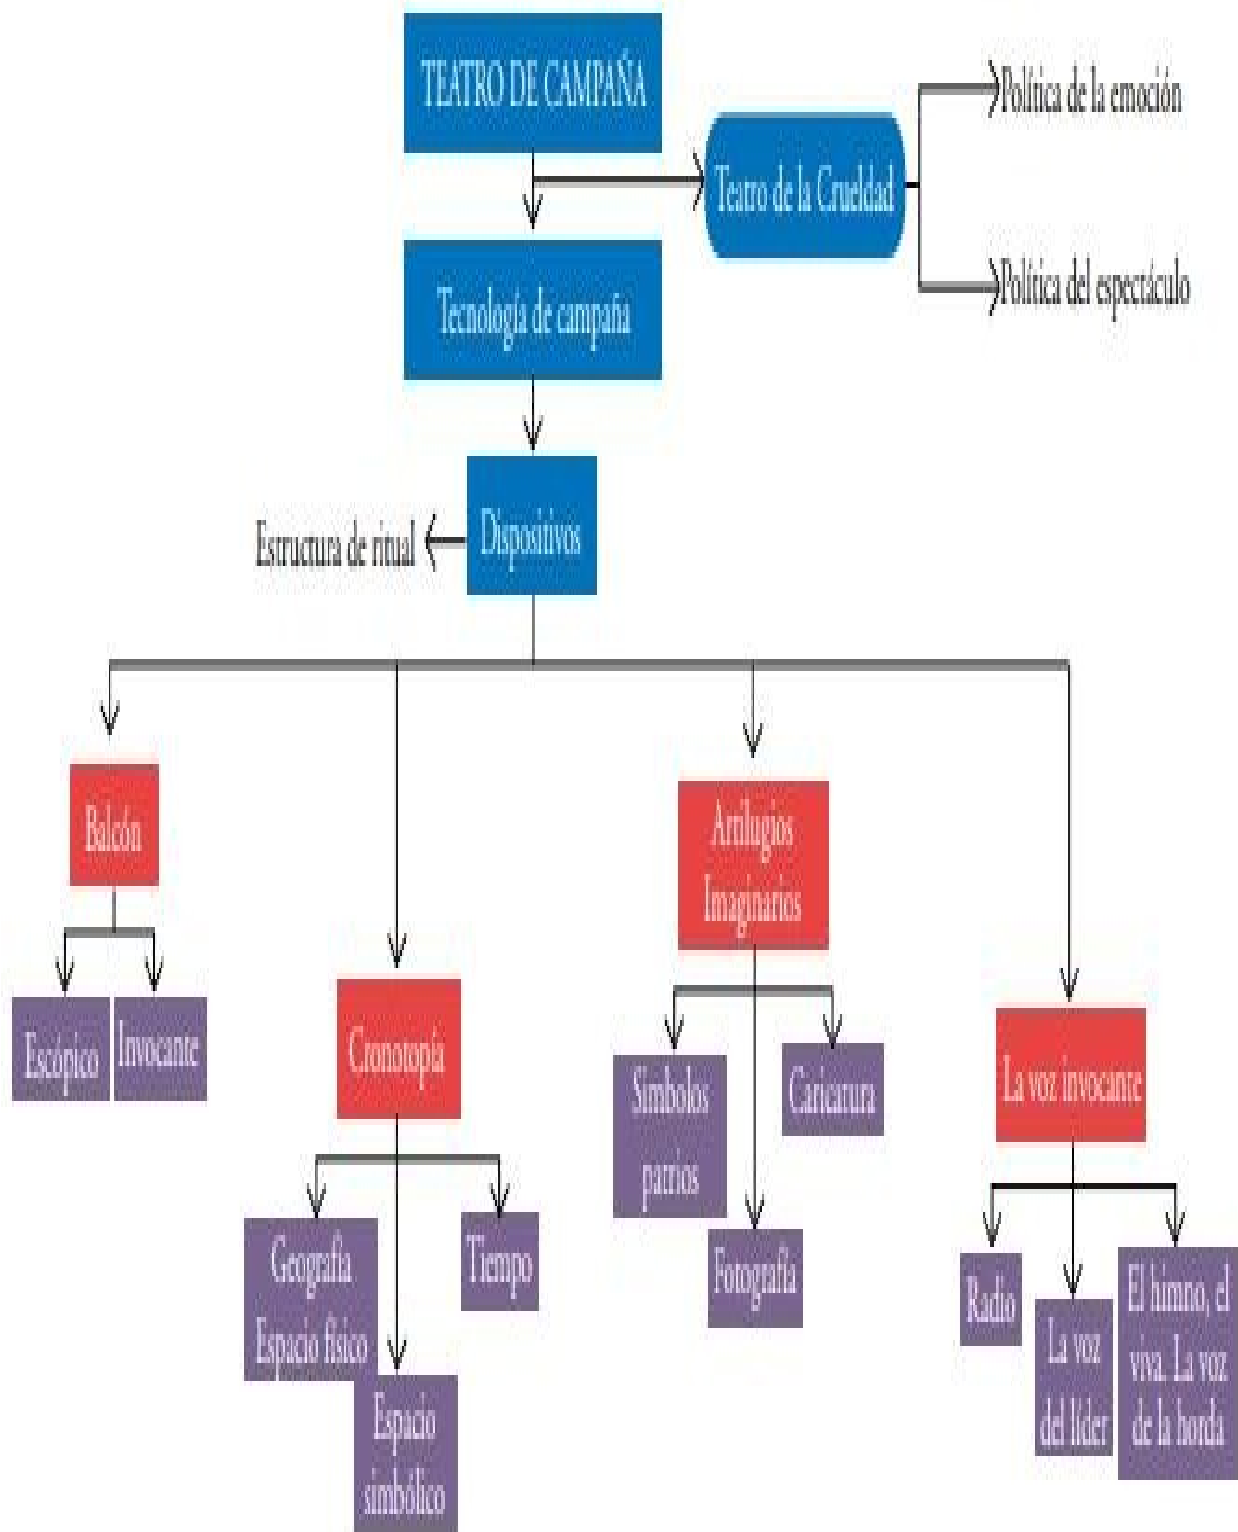 TEATRO DE CAMPAÑA
Política de la emoción
Teatro de la Crueldad
Política del espectáculo
Tecnología de campaña
Estructura de ritual
Dispositivos
Balcón
Escópico
Invocante
Cronotopía
Geografía
Espacio físico
Espacio
simbólico
Tiempo
Artilugios
Imaginarios
Simbolos
patrios
Fotografía
Caricatura
La voz invocante
Radio
La voz
del líder
El himno, el
viva. La voz
de la horda